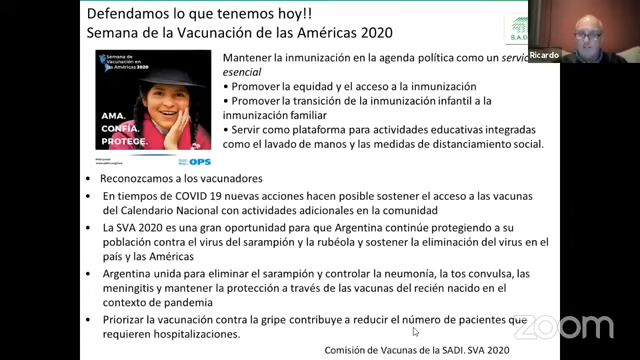 Defendamos lo que tenemos hoy!!
Semana de la Vacunación de las Américas 2020
Ricardo
Semana de
Vacunación en
las Américas 2020
AMA.
CONFÍA.
PROTEGE.
OPS
Mantener la inmunización en la agenda política como un servicio
esencial
• Promover la equidad y el acceso a la inmunización
• Promover la transición de la inmunización infantil a la
inmunización familiar
• Servir como plataforma para actividades educativas integradas
como el lavado de manos y las medidas de distanciamiento social.
• Reconozcamos a los vacunadores
• En tiempos de COVID 19 nuevas acciones hacen posible sostener el acceso a las vacunas
del Calendario Nacional con actividades adicionales en la comunidad
• La SVA 2020 es una gran oportunidad para que Argentina continúe protegiendo a su
población contra el virus del sarampión y la rubéola y sostener la eliminación del virus en el
país y las Américas
• Argentina unida para eliminar el sarampión y controlar la neumonía, la tos convulsa, las
meningitis y mantener la protección a través de las vacunas del recién nacido en el
contexto de pandemia
• Priorizar la vacunación contra la gripe contribuye a reducir el número de pacientes que
requieren hospitalizaciones.
zoom
Comisión de Vacunas de la SADI. SVA 2020